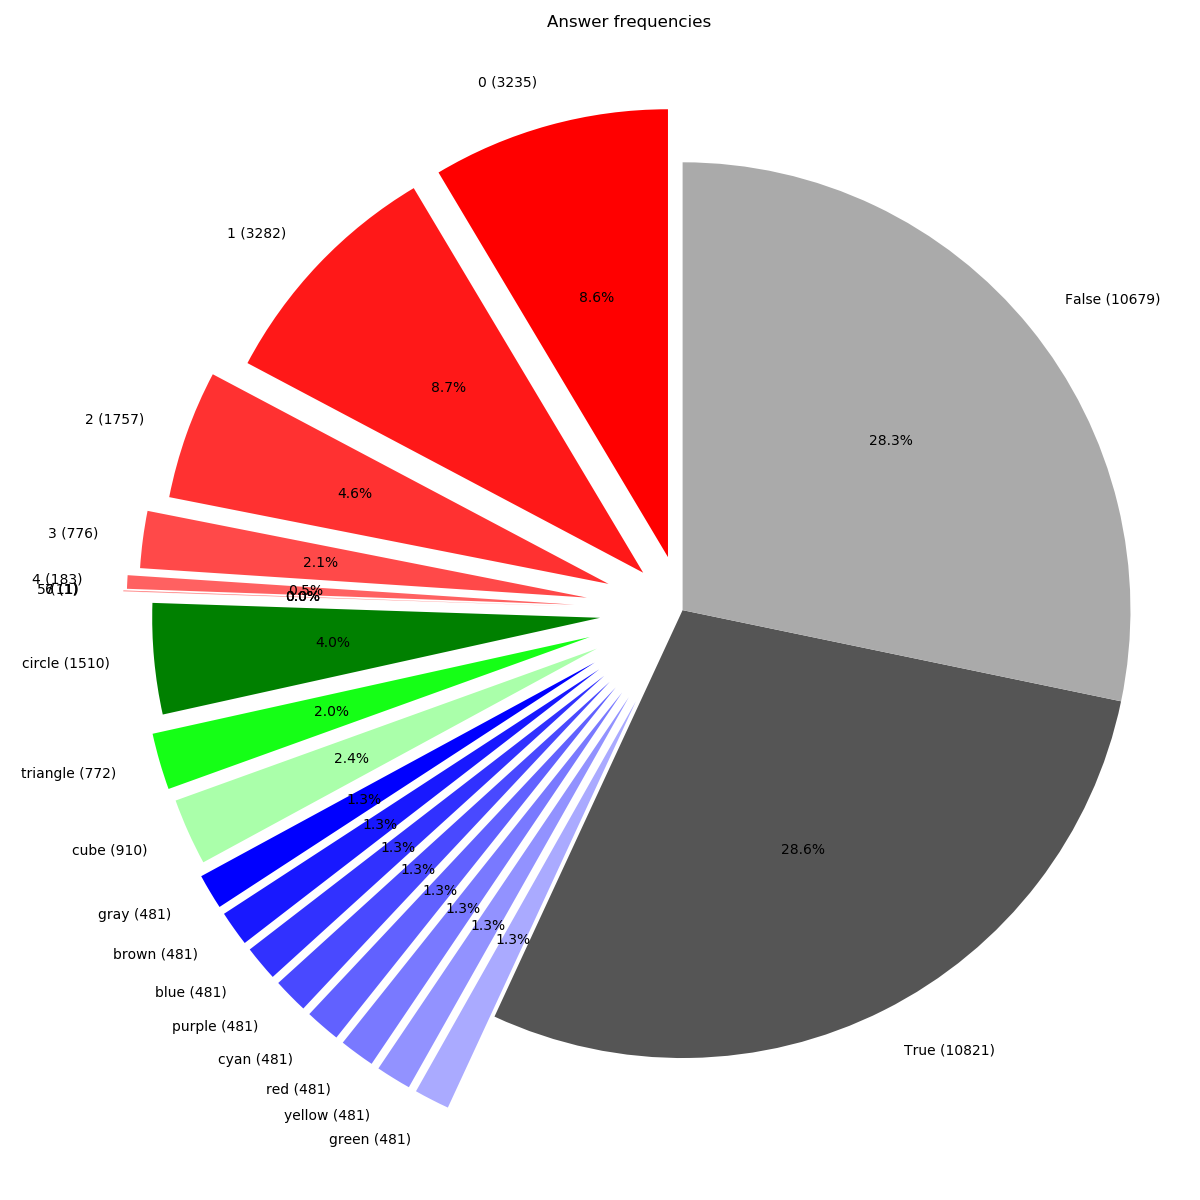 Answer frequencies
0 (3235)
8.6%
1 (3282)
8.7%
2 (1757)
4.6%
3 (776)
2.1%
4 (183)
0.5%
0.0%
circle (1510)
4.0%
triangle (772)
2.0%
cube (910)
2.4%
gray (481)
1.3%
brown (481)
1.3%
blue (481)
1.3%
purple (481)
1.3%
cyan (481)
1.3%
red (481)
1.3%
yellow (481)
1.3%
green (481)
1.3%
True (10821)
28.6%
False (10679)
28.3%